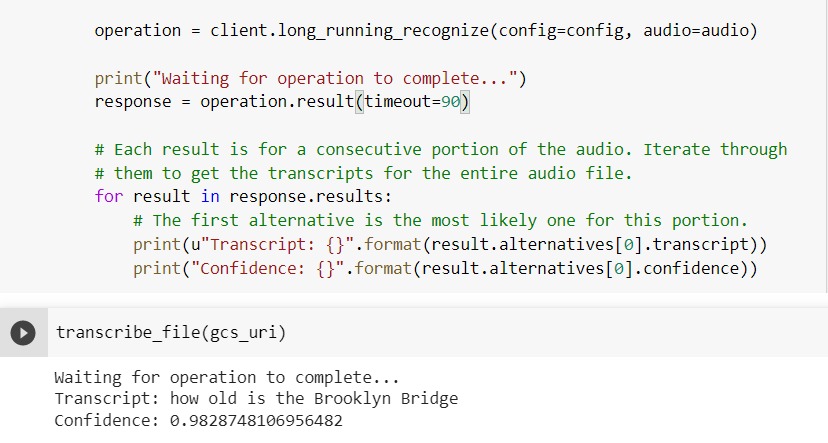 operation = client.long_running_recognize(config=config, audio=audio)
print("Waiting for operation to complete...")
response = operation.result(timeout=90)
# Each result is for a consecutive portion of the audio. Iterate through
# them to get the transcripts for the entire audio file.
for result in response.results:
# The first alternative is the most likely one for this portion.
print(u"Transcript: {}".format(result.alternatives[0].transcript))
print("Confidence: {}".format(result.alternatives[0].confidence))
transcribe_file(gcs_uri)
Waiting for operation to complete...
Transcript: how old is the Brooklyn Bridge
Confidence: 0.9828748106956482